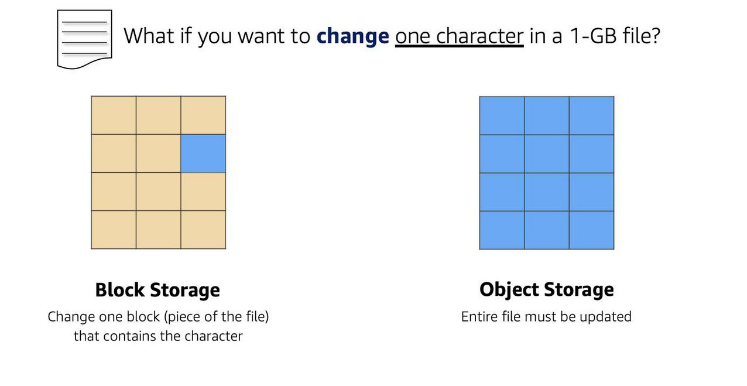 What if you want to change one character in a 1-GB file?
Block Storage
Change one block (piece of the file)
that contains the character
Object Storage
Entire file must be updated